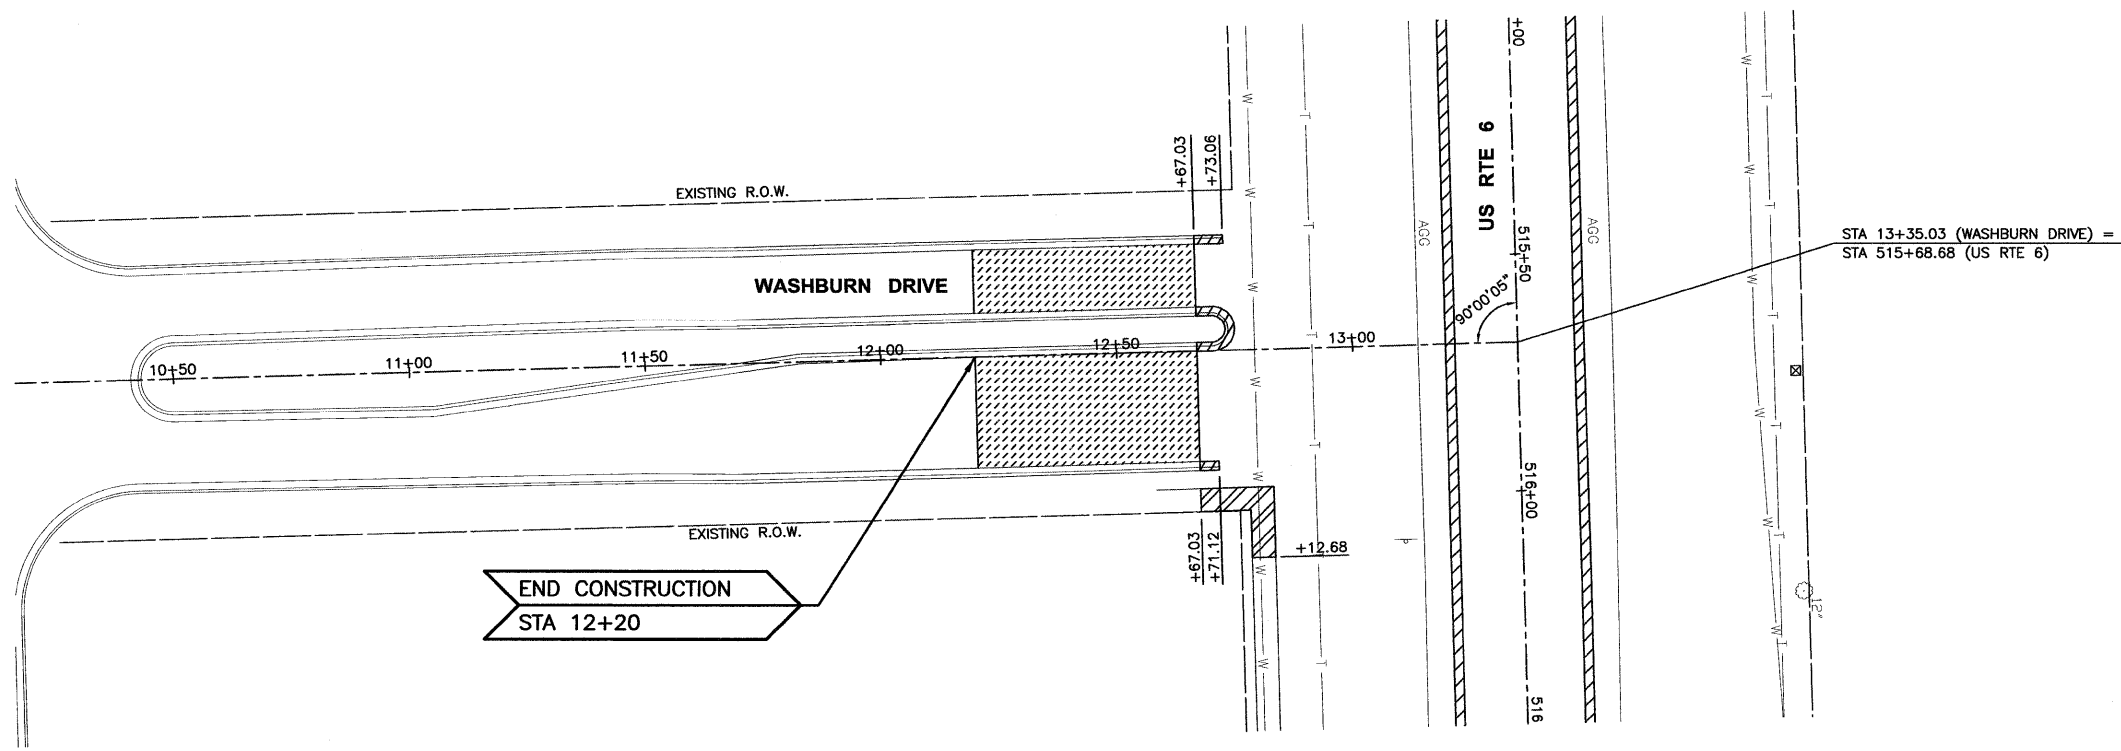 +00
US RTE 6
+67.03
+73.06
EXISTING R.O.W.
AGG
AGG
515+50
STA 13+35.03 (WASHBURN DRIVE) =
STA 515+68.68 (US RTE 6)
WASHBURN DRIVE
90°00'05"
10+50
11+00
11+50
12+00
12+50
13+00
W
W
W
W
W
W
W
T
T
T
T
T
W
W
W
W
W
W
T
T
T
T
T
T
516+00
EXISTING R.O.W.
+67.03
+71.12
+12.68
P
12"
END CONSTRUCTION
STA 12+20
516